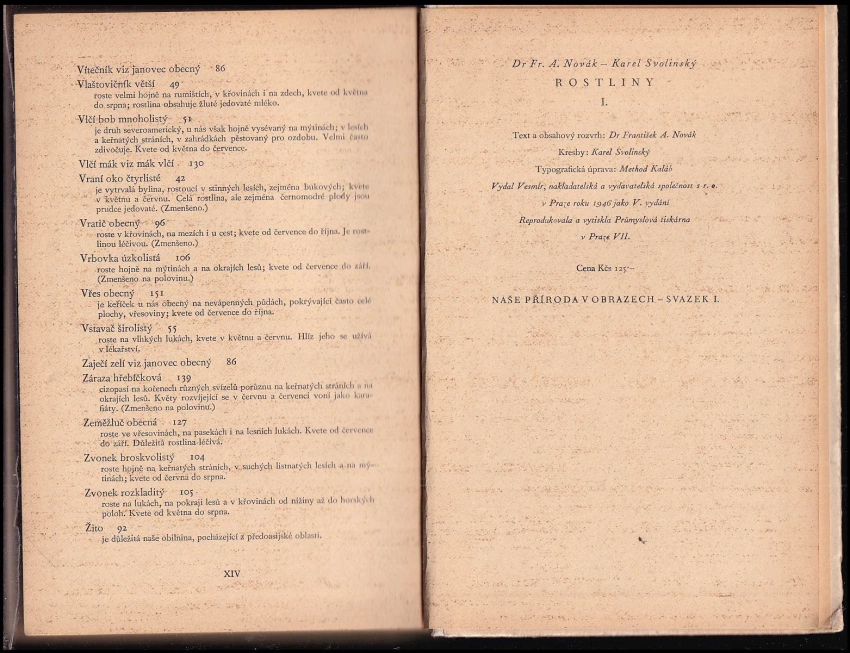 Vítečník viz janovec obecný 86
Vlaštovičník větší 49
roste velmi hojně na rumištích, v křovinách i na zdech, kvete od května
do srpna; rostlina obsahuje žluté jedovaté mléko.
Vlčí bob mnoholistý 51
je druh severoamerický, u nás však hojně vysévaný na mýtinách; v lesích
a keřnatých stráních, v zahrádkách pěstovaný pro ozdobu. Velmi často
zdivočuje. Kvete od května do července.
Vlčí mák viz mák vlčí 130
Vraní oko čtyrlisté 42
je vytrvalá bylina, rostoucí v stinných lesích, zejména bukových; kvete
v květnu a červnu. Celá rostlina, ale zejména černomodré plody jsou
prudce jedovaté. (Zmenšeno.)
Vratič obecný 96
roste v křovinách, na mezích i u cest; kvete od července do října. Je rost-
linou léčivou. (Zmenšeno.)
Vrbovka úzkolistá 106
roste hojně na mýtinách a na okrajích lesů; kvete od července do září.
(Zmenšeno na polovinu.)
Vřes obecný 151
je keříček u nás obecný na nevápenných půdách, pokrývající často celé
plochy, vřesoviny; kvete od července do října.
Vstavač širolistý 55
roste na vlhkých lukách, kvete v květnu a červnu. Hlíz jeho se užívá
v lékařství.
Zaječí zelí viz janovec obecný 86
Záraza hřebíčková 139
cizopasí na kořenech různých svízelů porůznu na keřnatých stráních a na
okrajích lesů. Květy rozvíjející se v červnu a červenci voní jako kara-
fiáty. (Zmenšeno na polovinu.)
Zeměžluč obecná 127
roste ve vřesovinách, na pasekách i na lesních lukách. Kvete od července
do září. Důležitá rostlina léčivá.
Zvonek broskvolistý 104
roste hojně na keřnatých stráních, v suchých listnatých lesích a na mý-
tinách; kvete od června do srpna.
Zvonek rozkladitý 105
roste na lukách, na pokraji lesů a v křovinách od nížiny až do horských
poloh. Kvete od května do srpna.
Žito 92
je důležitá naše obilnina, pocházející z předoasijské oblasti.
XIV
Dr Fr. A. Novák – Karel Svolinský
ROSTLINY
I.
Text a obsahový rozvrh: Dr František A. Novák
Kresby: Karel Svolinský
Typografická úprava: Method Kaláb
Vydal Vesmír, nakladatelská a vydavatelská společnost s r. o.
v Praze roku 1946 jako V. vydání
Reprodukovala a vytiskla Průmyslová tiskárna
v Praze VII.
Cena Kčs 125·–
NAŠE PŘÍRODA V OBRAZECH – SVAZEK I.